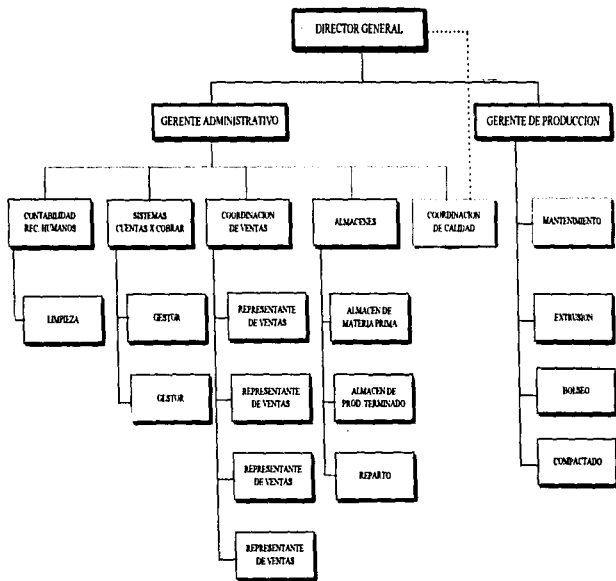 DIRECTOR GENERAL
GERENTE ADMINISTRATIVO
GERENTE DE PRODUCCION
CONTABILIDAD
REC. HUMANOS
SISTEMAS
CUENTAS X COBRAR
COORDINACION
DE VENTAS
ALMACENES
COORDINACION
DE CALIDAD
MANTENIMIENTO
LIMPIEZA
GESTOR
REPRESENTANTE
DE VENTAS
ALMACEN DE
MATERIA PRIMA
EXTRUSION
GESTOR
REPRESENTANTE
DE VENTAS
ALMACEN DE
PROD. TERMINADO
BOLSEO
REPRESENTANTE
DE VENTAS
REPARTO
COMPACTADO
REPRESENTANTE
DE VENTAS